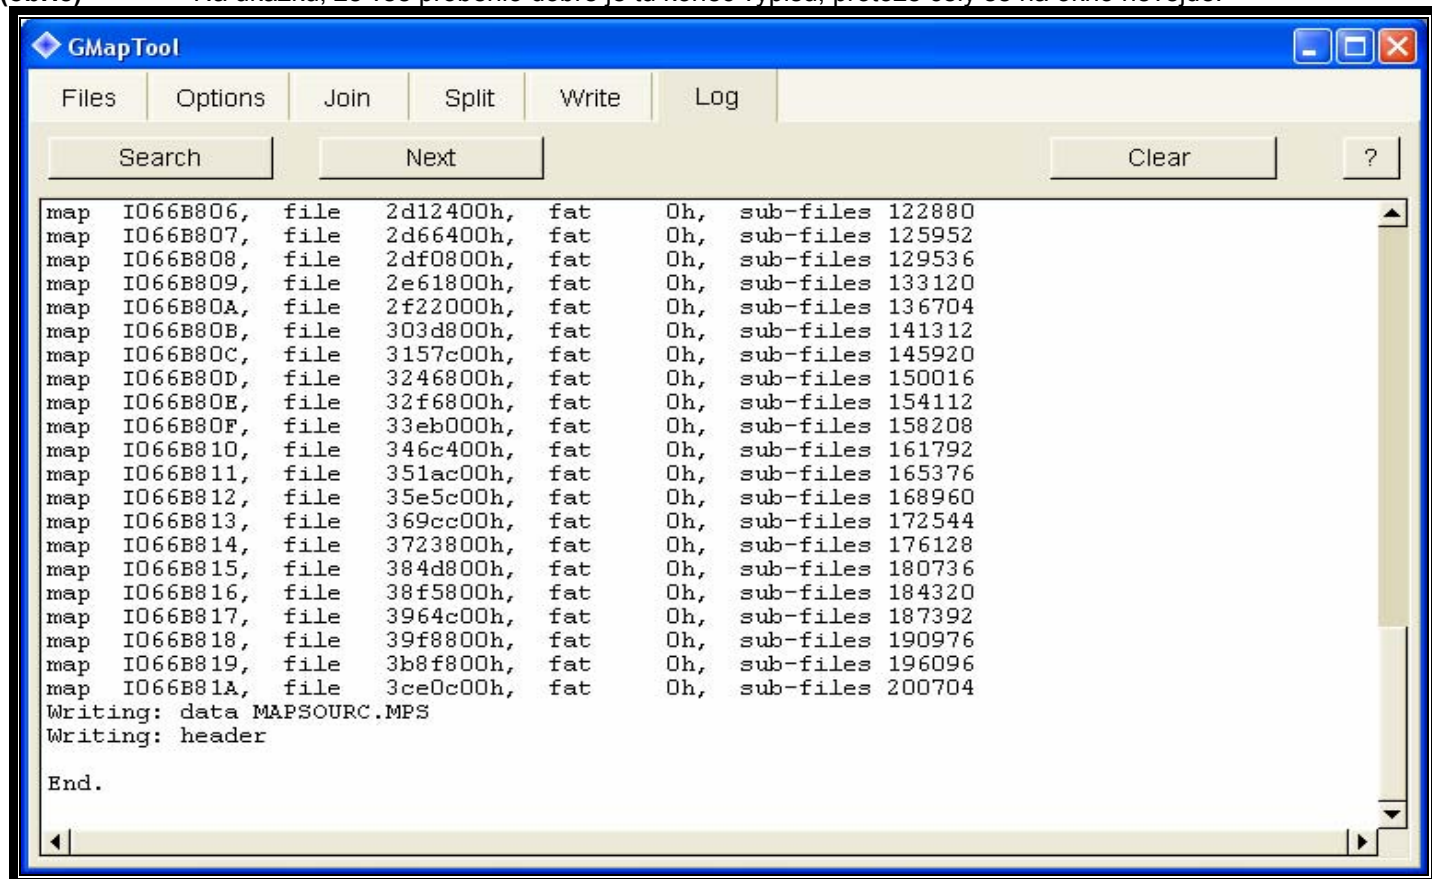 GMapTool
Files Options Join Split Write Log
Search Next Clear ?
map I066B806, file 2d12400h, fat 0h, sub-files 122880
map I066B807, file 2d66400h, fat 0h, sub-files 125952
map I066B808, file 2df0800h, fat 0h, sub-files 129536
map I066B809, file 2e61800h, fat 0h, sub-files 133120
map I066B80A, file 2f22000h, fat 0h, sub-files 136704
map I066B80B, file 303d800h, fat 0h, sub-files 141312
map I066B80C, file 3157c00h, fat 0h, sub-files 145920
map I066B80D, file 3246800h, fat 0h, sub-files 150016
map I066B80E, file 32f6800h, fat 0h, sub-files 154112
map I066B80F, file 33eb000h, fat 0h, sub-files 158208
map I066B810, file 346c400h, fat 0h, sub-files 161792
map I066B811, file 351ac00h, fat 0h, sub-files 165376
map I066B812, file 35e5c00h, fat 0h, sub-files 168960
map I066B813, file 369cc00h, fat 0h, sub-files 172544
map I066B814, file 3723800h, fat 0h, sub-files 176128
map I066B815, file 384d800h, fat 0h, sub-files 180736
map I066B816, file 38f5800h, fat 0h, sub-files 184320
map I066B817, file 3964c00h, fat 0h, sub-files 187392
map I066B818, file 39f8800h, fat 0h, sub-files 190976
map I066B819, file 3b8f800h, fat 0h, sub-files 196096
map I066B81A, file 3ce0c00h, fat 0h, sub-files 200704
Writing: data MAPSOURC.MPS
Writing: header
End.